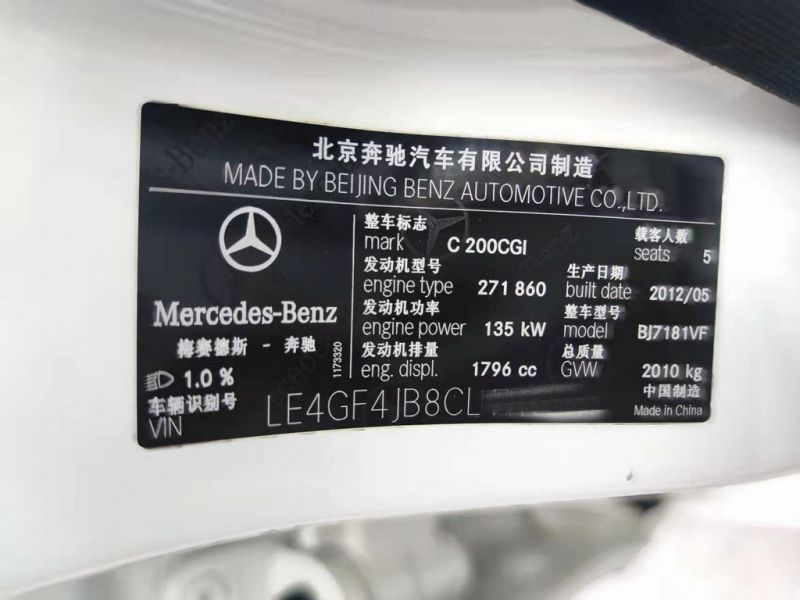 北京奔驰汽车有限公司制造
MADE BY BEIJING BENZ AUTOMOTIVE CO.,LTD.
整车标志
mark C 200CGI
载客人数
seats 5
发动机型号
engine type 271 860
生产日期
built date 2012/05
发动机功率
engine power 135 kW
整车型号
model BJ7181VF
发动机排量
eng. displ. 1796 cc
总质量
GVW 2010 kg
中国制造
Made in China
Mercedes-Benz
梅赛德斯 - 奔驰
1.0 %
1173320
车辆识别号
VIN LE4GF4JB8CL